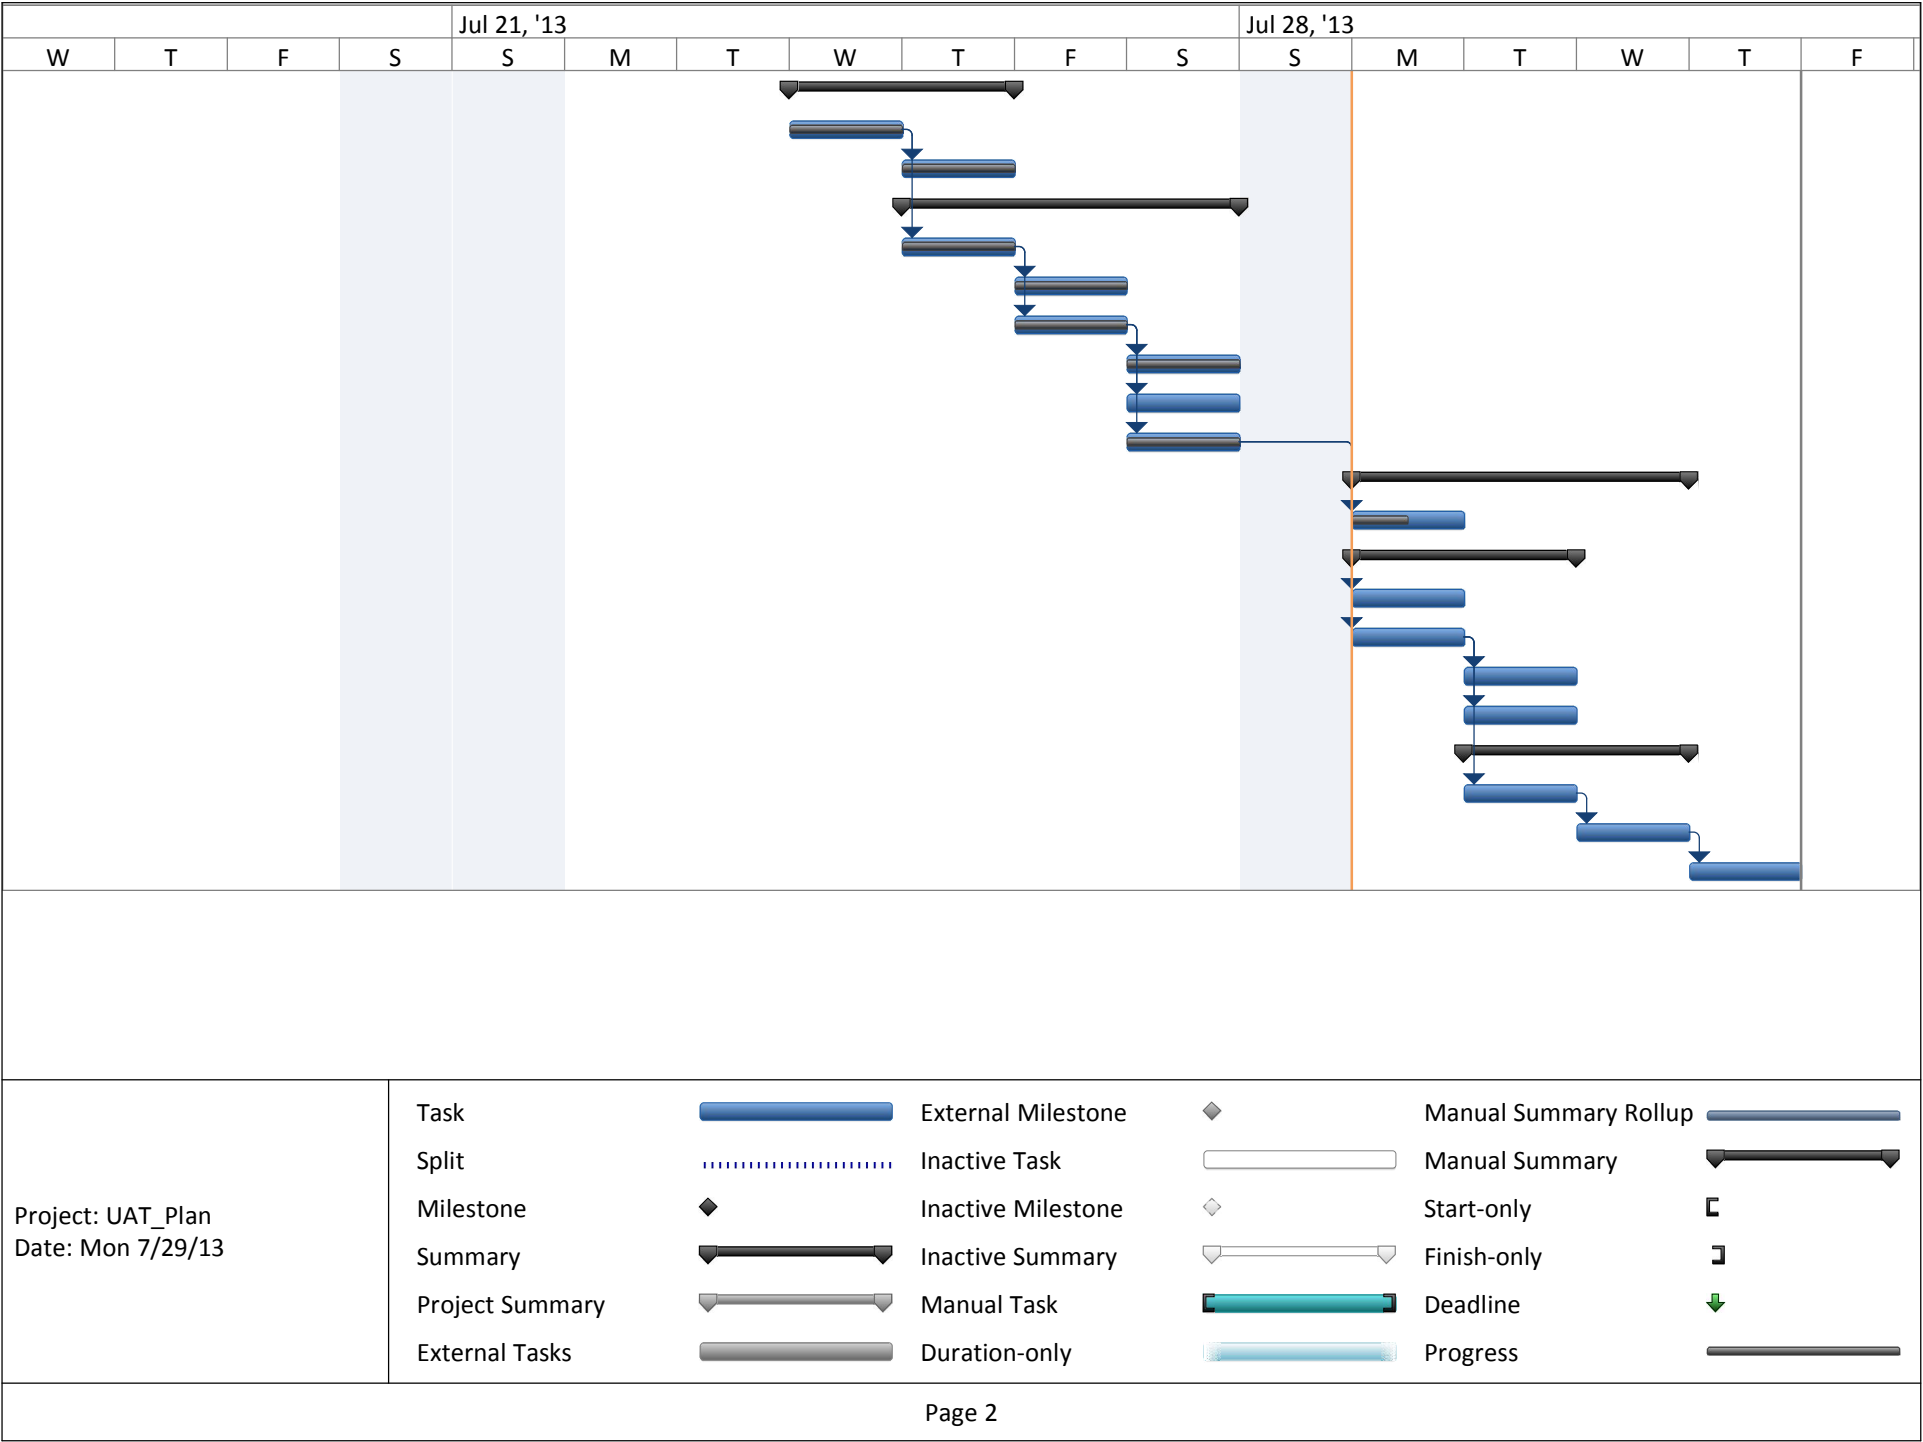 Jul 21, '13 Jul 28, '13
W T F S S M T W T F S S M T W T F
Task External Milestone Manual Summary Rollup
Split Inactive Task Manual Summary
Milestone Inactive Milestone Start-only
Project: UAT_Plan
Date: Mon 7/29/13
Summary Inactive Summary Finish-only
Project Summary Manual Task Deadline
External Tasks Duration-only Progress
Page 2